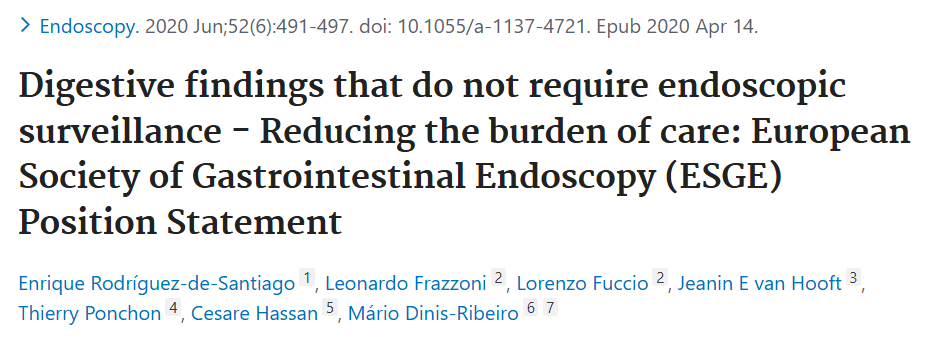 Endoscopy. 2020 Jun;52(6):491-497. doi: 10.1055/a-1137-4721. Epub 2020 Apr 14.
Digestive findings that do not require endoscopic
surveillance - Reducing the burden of care: European
Society of Gastrointestinal Endoscopy (ESGE)
Position Statement
Enrique Rodríguez-de-Santiago 1, Leonardo Frazzoni 2, Lorenzo Fuccio 2, Jeanin E van Hooft 3,
Thierry Ponchon 4, Cesare Hassan 5, Mário Dinis-Ribeiro 6 7